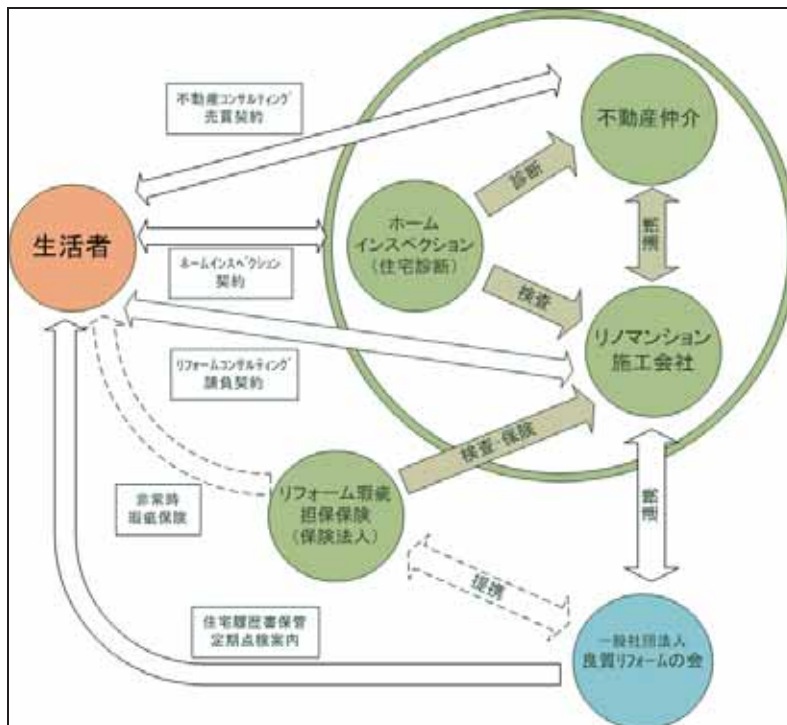 不動産コンサルティング
売買契約
不動産仲介
診断
生活者
ホーム
インスペクション
(住宅診断)
連携
ホームインスペクション
契約
検査
リノマンション
施工会社
リフォームコンサルティング
請負契約
検査・保険
非常時
瑕疵保険
リフォーム瑕疵
担保保険
(保険法人)
連携
提携
住宅履歴書保管
定期点検案内
一般社団法人
良質リフォームの会